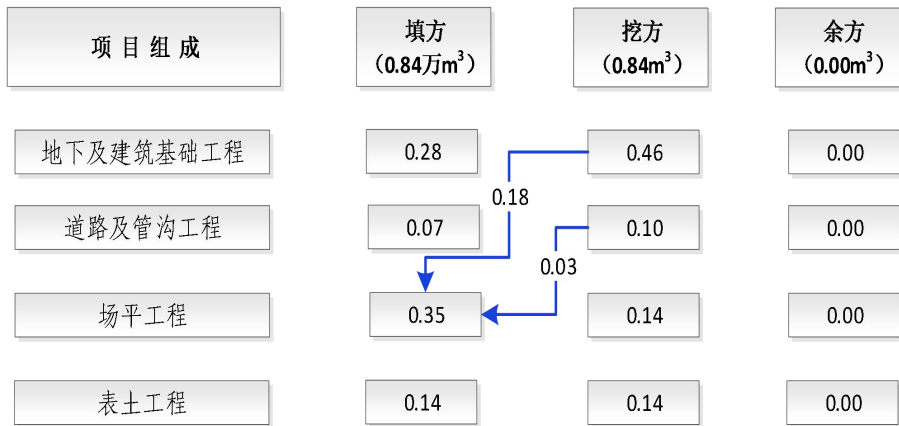 项目组成
填方
（0.84万m³）
挖方
（0.84m³）
余方
（0.00m³）
地下及建筑基础工程
0.28
0.46
0.00
0.18
道路及管沟工程
0.07
0.10
0.00
0.03
场平工程
0.35
0.14
0.00
表土工程
0.14
0.14
0.00